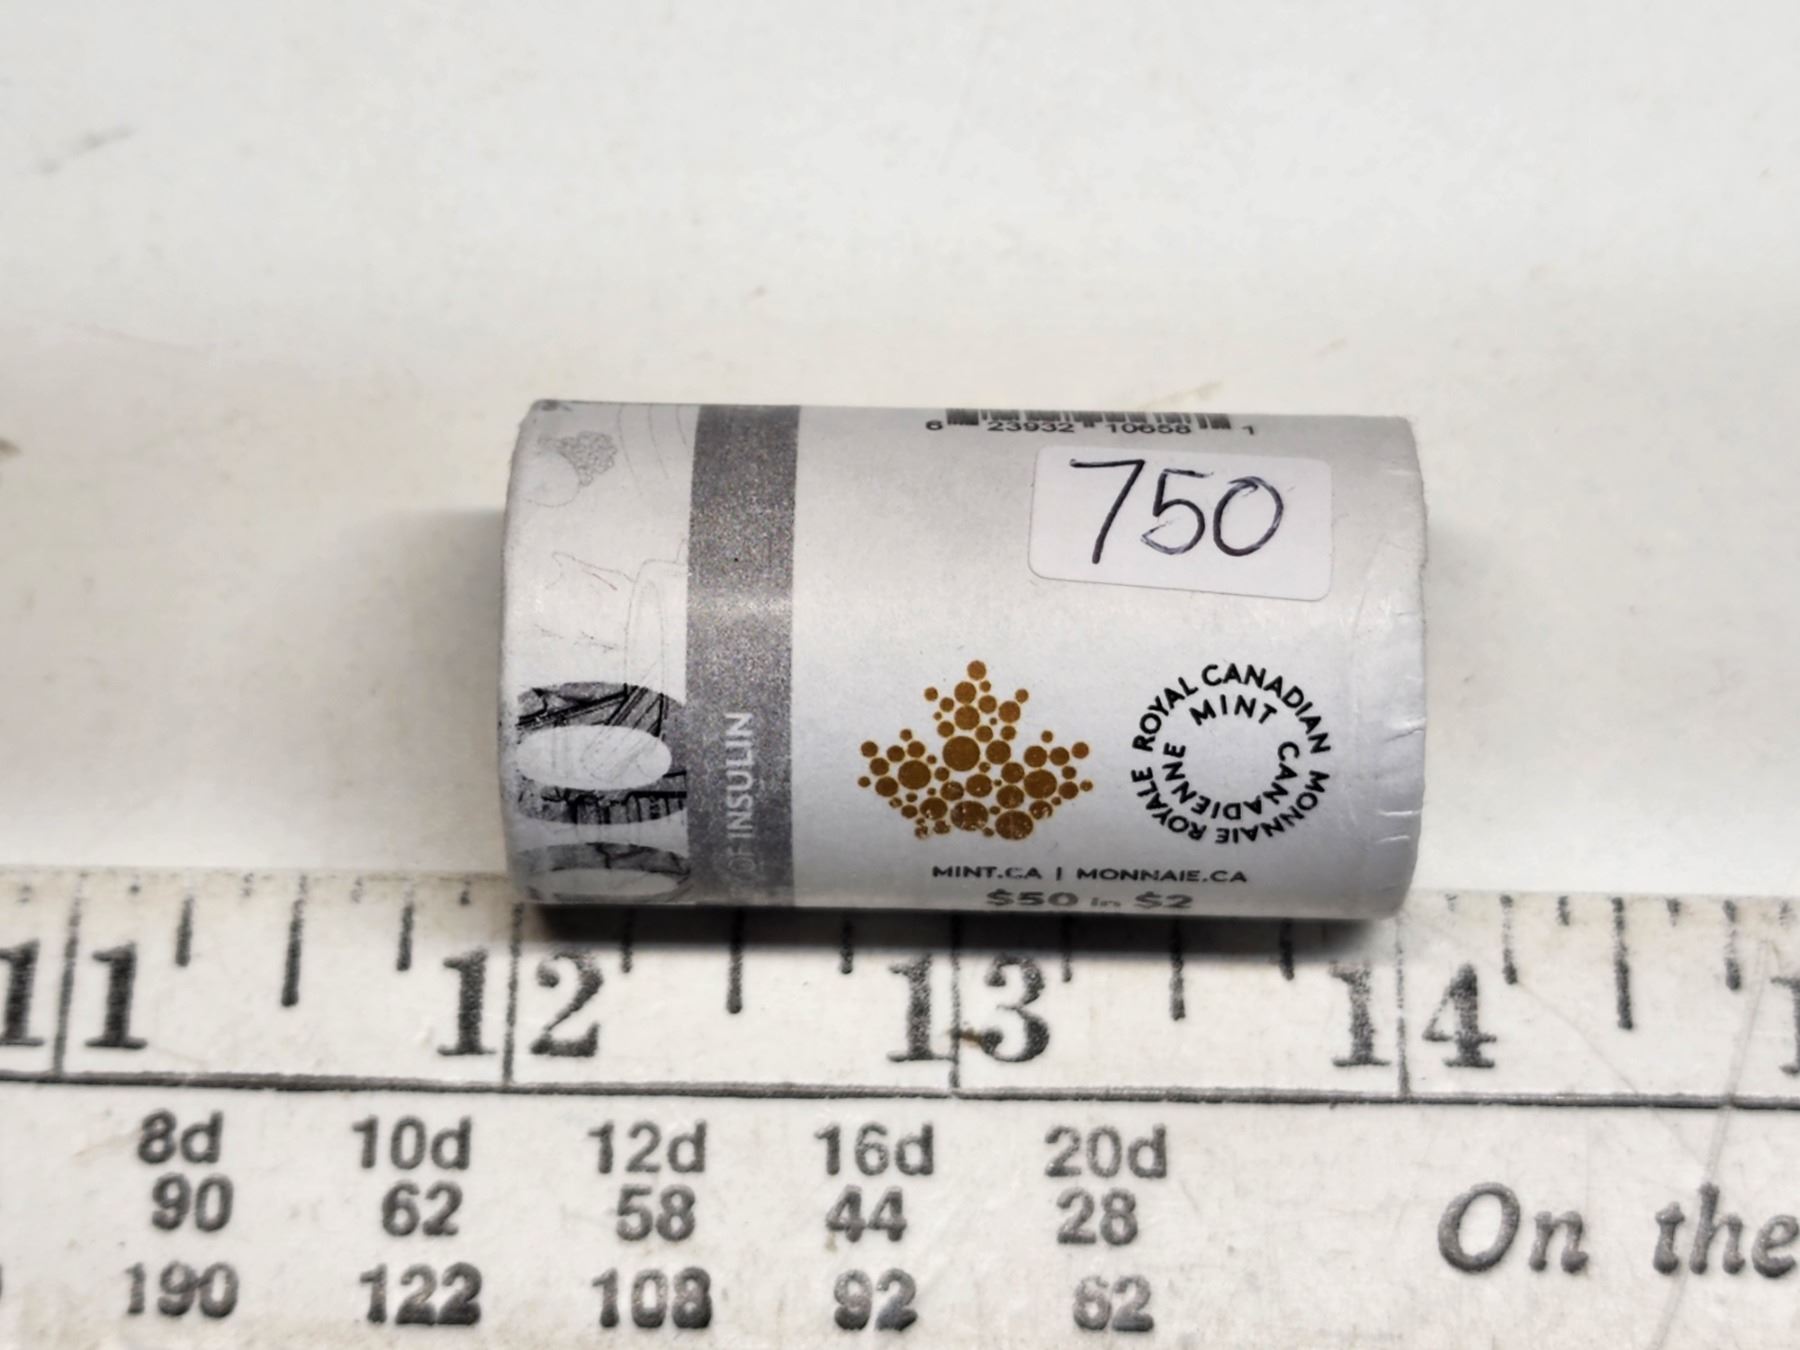 6 23932 10658 1
750
100
OF INSULIN
ROYAL CANADIAN MINT
MONNAIE ROYALE CANADIENNE
MINT.CA | MONNAIE.CA
$50 in $2
11 12 13 14
8d 10d 12d 16d 20d
90 62 58 44 28
190 122 108 92 62
On the